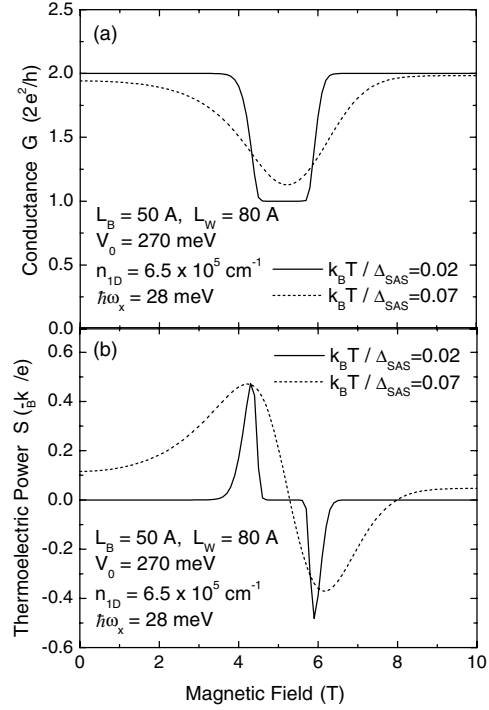 (a)
2.5
2.0
1.5
1.0
0.5
0.0
Conductance G (2e²/h)
L_B = 50 A, L_W = 80 A
V_0 = 270 meV
n_1D = 6.5 x 10⁵ cm⁻¹
ℏω_x = 28 meV
k_BT / Δ_SAS=0.02
k_BT / Δ_SAS=0.07
(b)
0.4
0.2
0.0
-0.2
-0.4
-0.6
Thermoelectric Power S (-k_B/e)
k_BT / Δ_SAS=0.02
k_BT / Δ_SAS=0.07
L_B = 50 A, L_W = 80 A
V_0 = 270 meV
n_1D = 6.5 x 10⁵ cm⁻¹
ℏω_x = 28 meV
0 2 4 6 8 10
Magnetic Field (T)